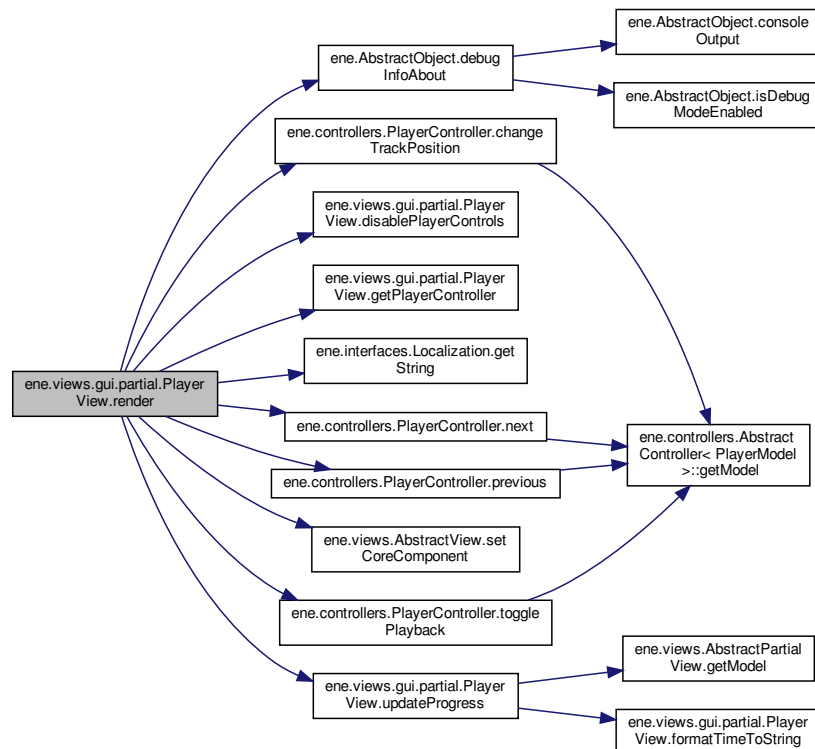 ene.AbstractObject.console
Output
ene.AbstractObject.debug
InfoAbout
ene.AbstractObject.isDebug
ModeEnabled
ene.controllers.PlayerController.change
TrackPosition
ene.views.gui.partial.Player
View.disablePlayerControls
ene.views.gui.partial.Player
View.getPlayerController
ene.interfaces.Localization.get
String
ene.views.gui.partial.Player
View.render
ene.controllers.PlayerController.next
ene.controllers.Abstract
Controller< PlayerModel
>::getModel
ene.controllers.PlayerController.previous
ene.views.AbstractView.set
CoreComponent
ene.controllers.PlayerController.toggle
Playback
ene.views.AbstractPartial
View.getModel
ene.views.gui.partial.Player
View.updateProgress
ene.views.gui.partial.Player
View.formatTimeToString